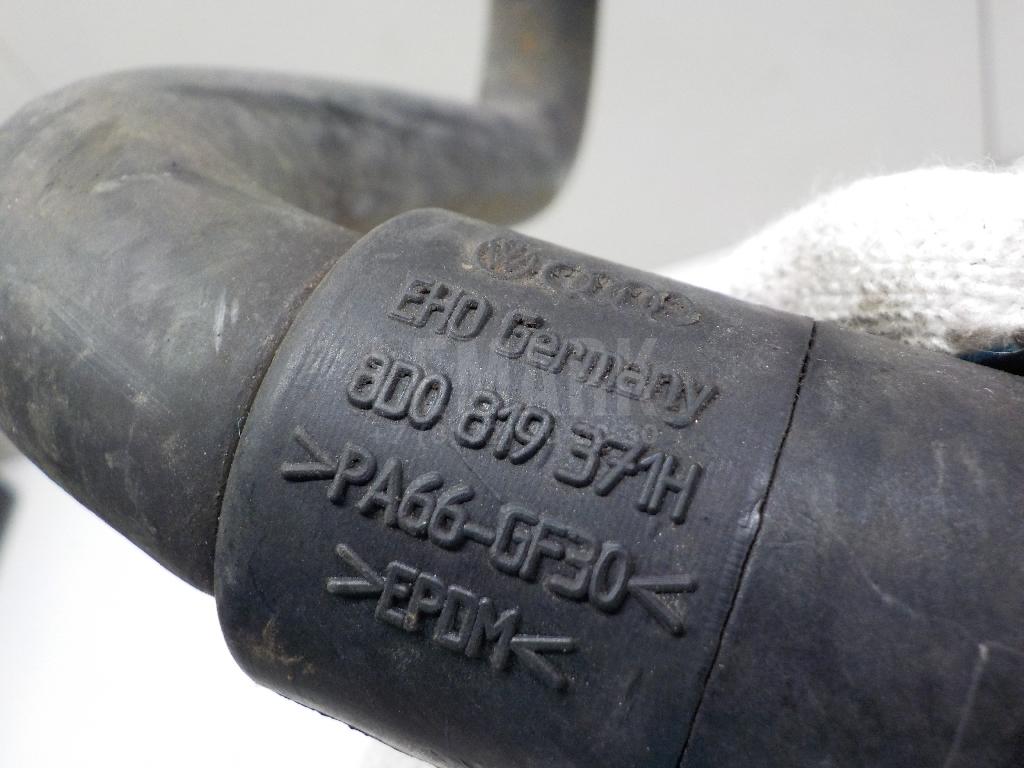 EHO Germany
8D0 819 371H
>PA66-GF30<
>EPDM<